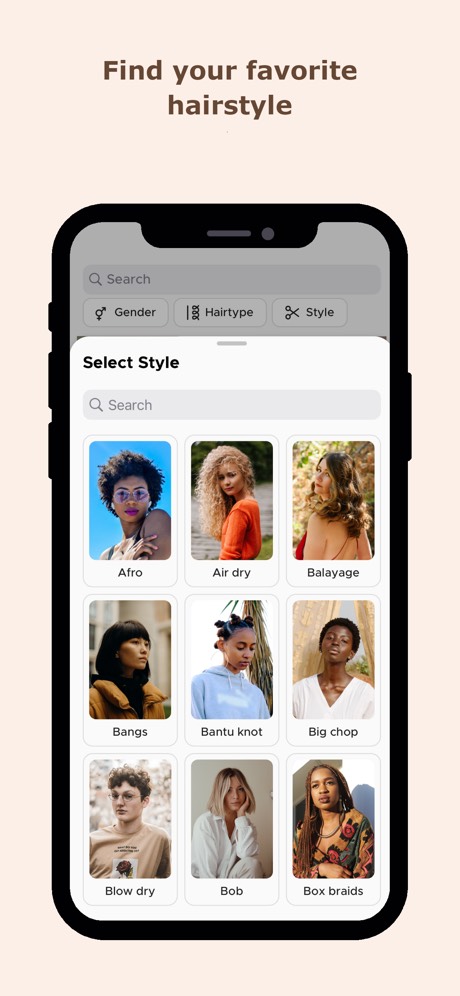 Find your favorite
hairstyle
Search
Gender
Hairtype
Style
Select Style
Search
Afro
Air dry
Balayage
Bangs
Bantu knot
Big chop
Blow dry
Bob
Box braids